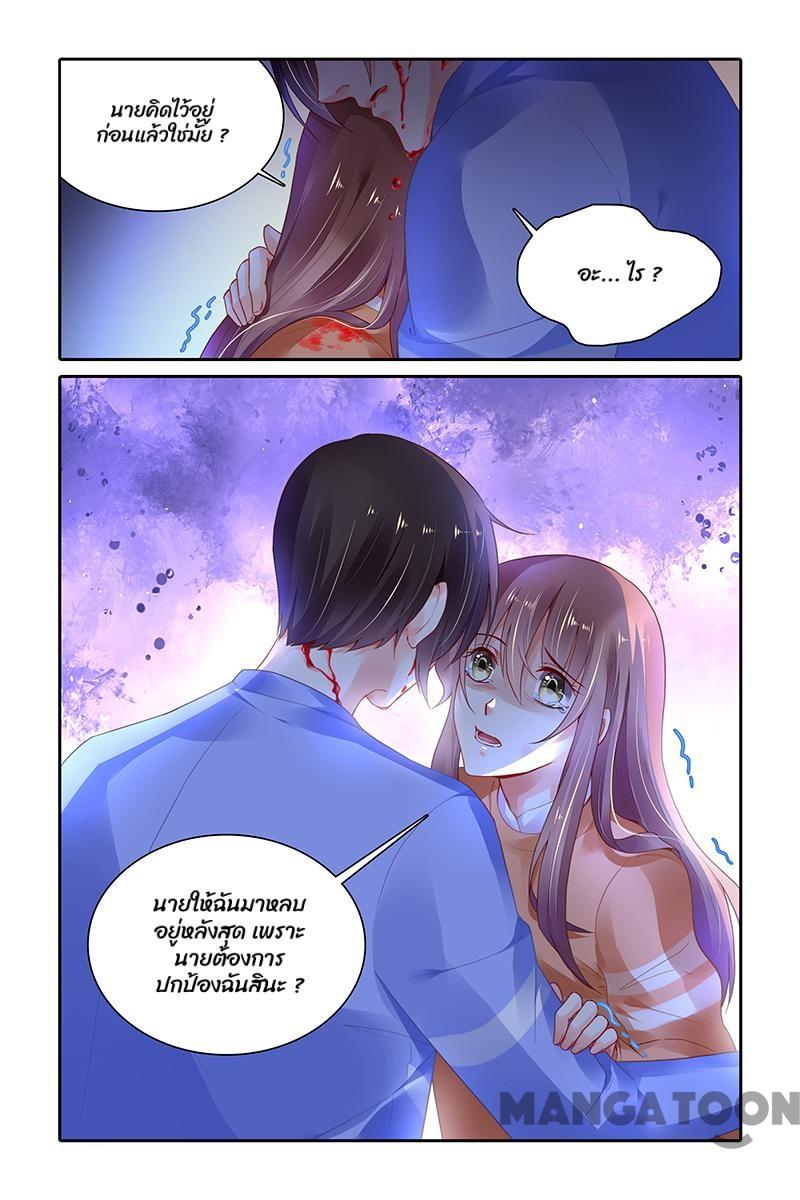 นายคิดไว้อยู่
ก่อนแล้วใช่มั้ย ?
อะ... ไร ?
นายให้ฉันมาหลบ
อยู่หลังสุด เพราะ
นายต้องการ
ปกป้องฉันสินะ ?
MANGATOON